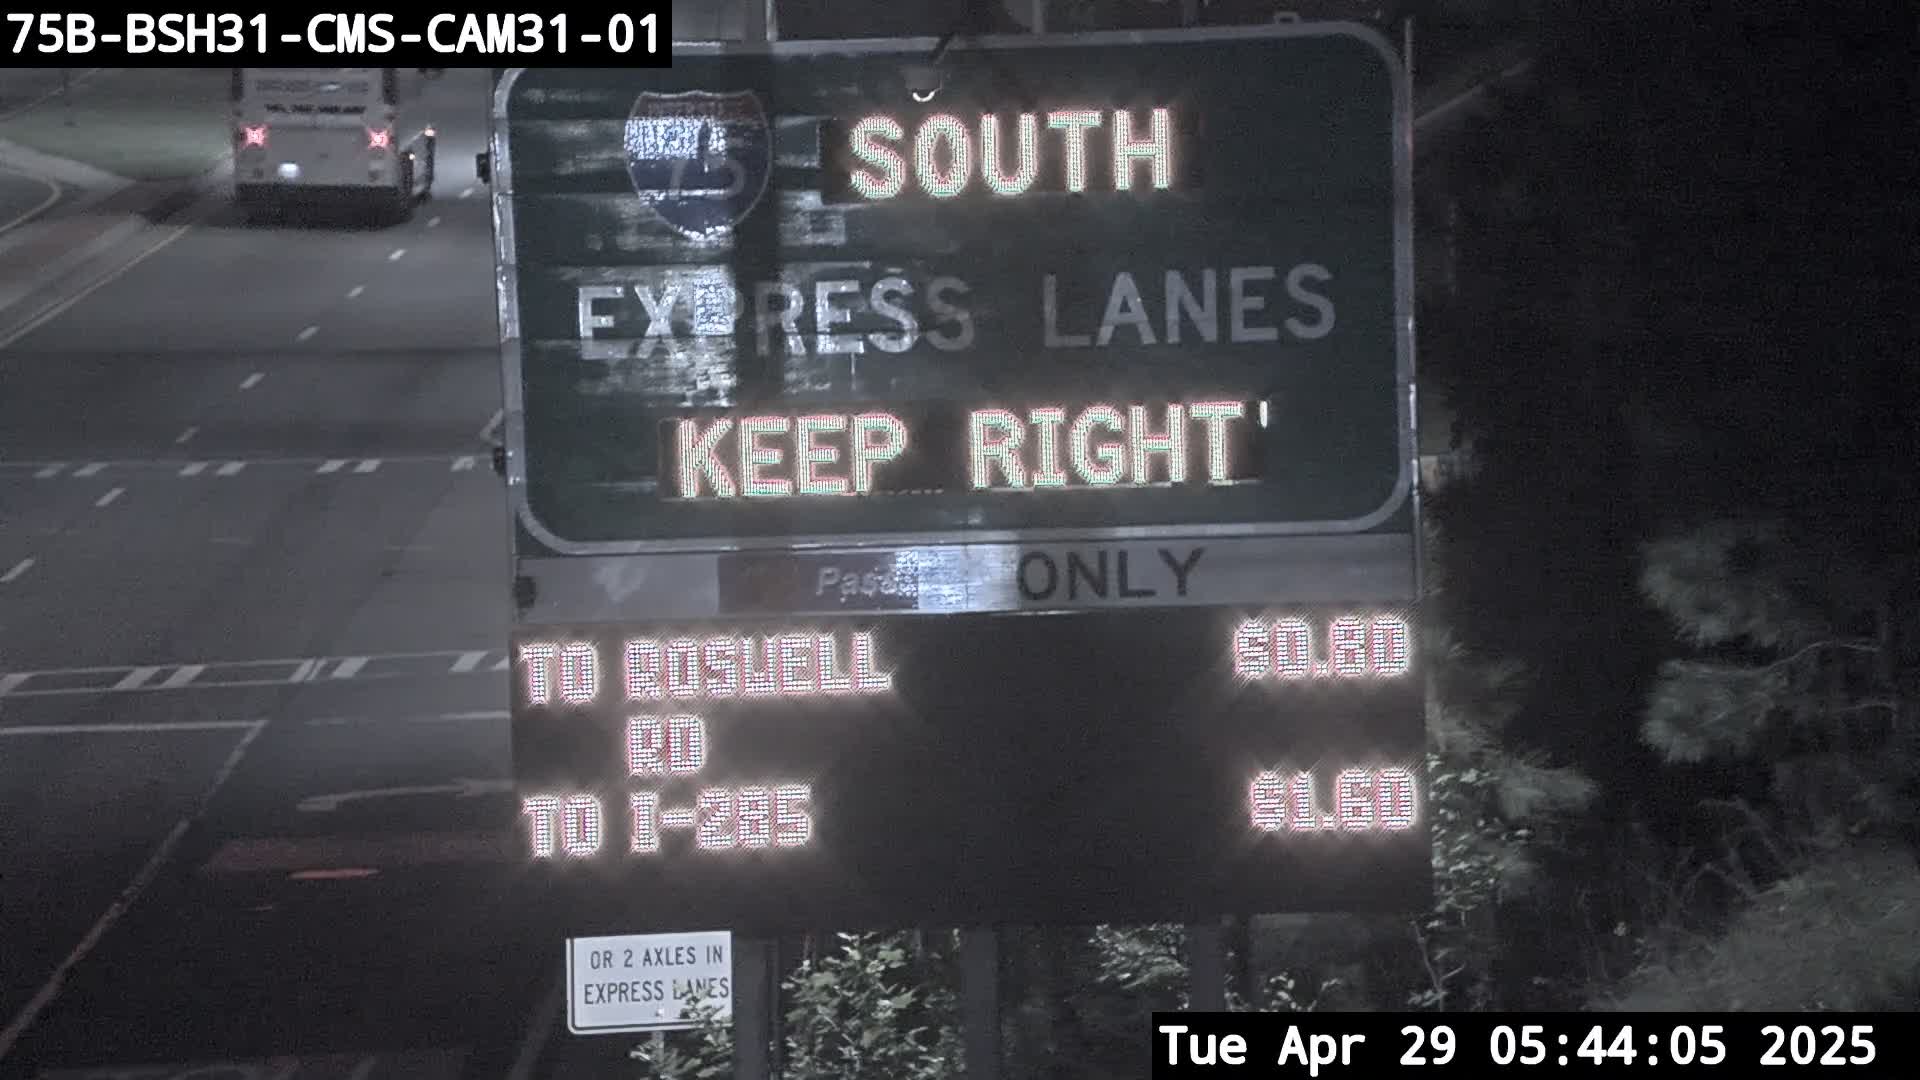 75B-BSH31-CMS-CAM31-01
75
SOUTH
EXPRESS LANES
KEEP RIGHT
ONLY
TO ROSWELL $0.80
RD
TO I-285 $1.60
OR 2 AXLES IN
EXPRESS LANES
Tue Apr 29 05:44:05 2025